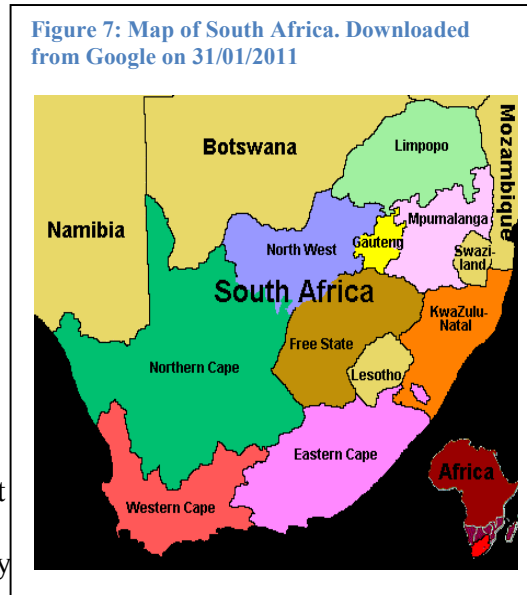 Figure 7: Map of South Africa. Downloaded
from Google on 31/01/2011
Botswana
Limpopo
Mozambique
Namibia
Mpumalanga
North West
Gauteng
Swazi-
land
South Africa
KwaZulu-
Natal
Free State
Northern Cape
Lesotho
Eastern Cape
Africa
Western Cape
t
y